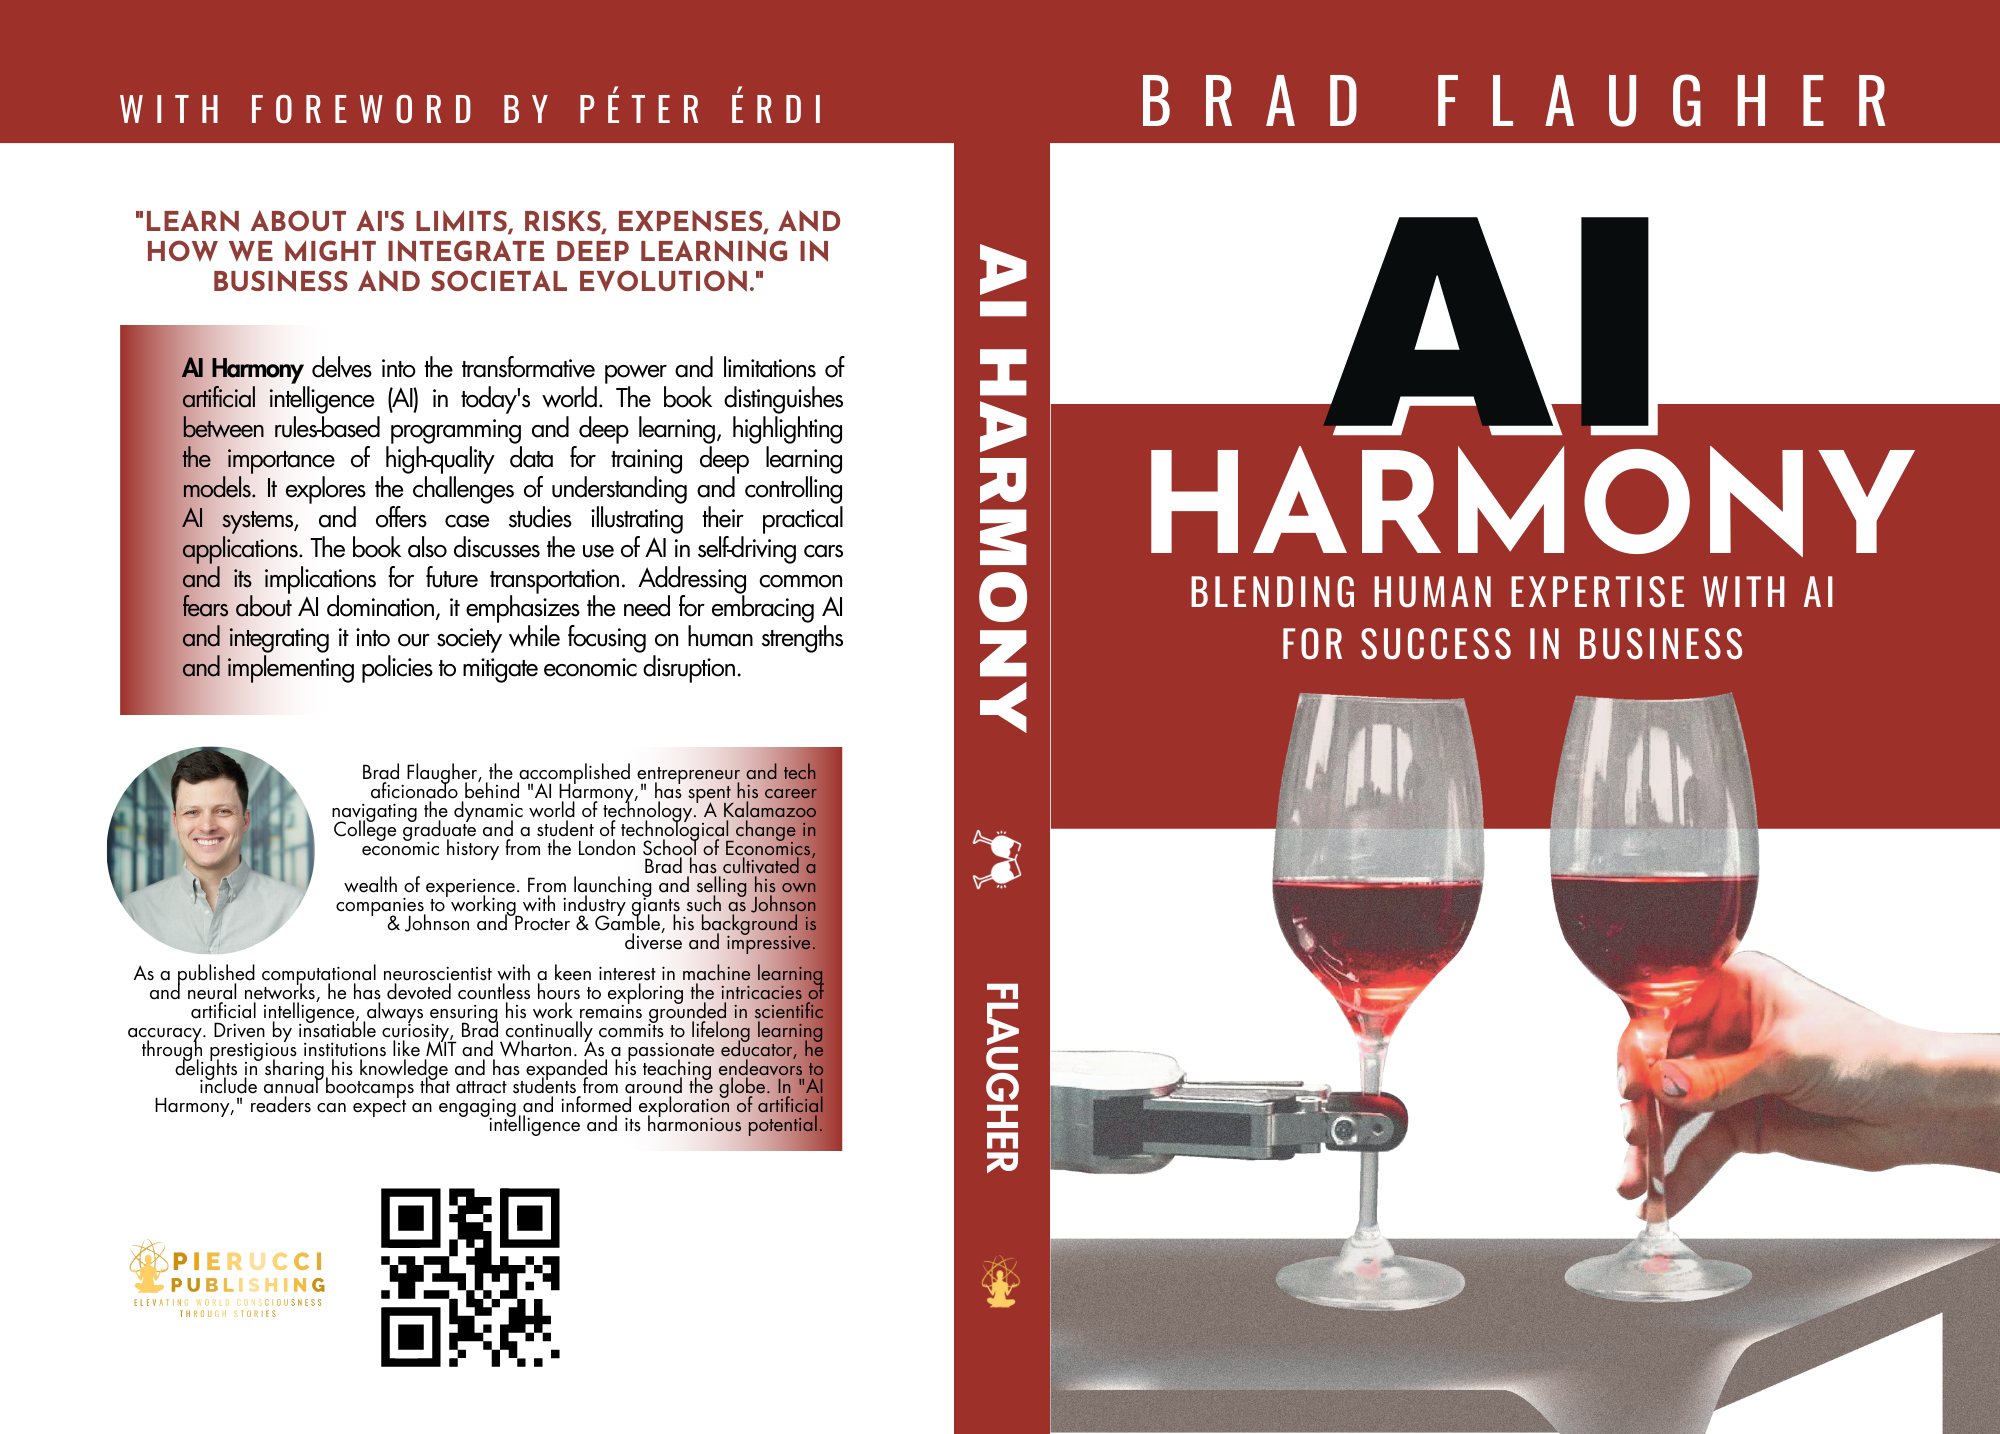 WITH FOREWORD BY PÉTER ÉRDI
"LEARN ABOUT AI'S LIMITS, RISKS, EXPENSES, AND
HOW WE MIGHT INTEGRATE DEEP LEARNING IN
BUSINESS AND SOCIETAL EVOLUTION."
AI Harmony delves into the transformative power and limitations of
artificial intelligence (AI) in today's world. The book distinguishes
between rules-based programming and deep learning, highlighting
the importance of high-quality data for training deep learning
models. It explores the challenges of understanding and controlling
AI systems, and offers case studies illustrating their practical
applications. The book also discusses the use of AI in self-driving cars
and its implications for future transportation. Addressing common
fears about AI domination, it emphasizes the need for embracing AI
and integrating it into our society while focusing on human strengths
and implementing policies to mitigate economic disruption.
Brad Flaugher, the accomplished entrepreneur and tech
aficionado behind "AI Harmony," has spent his career
navigating the dynamic world of technology. A Kalamazoo
College graduate and a student of technological change in
economic history from the London School of Economics,
Brad has cultivated a
wealth of experience. From launching and selling his own
companies to working with industry giants such as Johnson
& Johnson and Procter & Gamble, his background is
diverse and impressive.
As a published computational neuroscientist with a keen interest in machine learning
and neural networks, he has devoted countless hours to exploring the intricacies of
artificial intelligence, always ensuring his work remains grounded in scientific
accuracy. Driven by insatiable curiosity, Brad continually commits to lifelong learning
through prestigious institutions like MIT and Wharton. As a passionate educator, he
delights in sharing his knowledge and has expanded his teaching endeavors to
include annual bootcamps that attract students from around the globe. In "AI
Harmony," readers can expect an engaging and informed exploration of artificial
intelligence and its harmonious potential.
PIERUCCI
PUBLISHING
ELEVATING WORLD CONSCIOUSNESS
THROUGH STORIES
AI HARMONY
FLAUGHER
BRAD FLAUGHER
AI
HARMONY
BLENDING HUMAN EXPERTISE WITH AI
FOR SUCCESS IN BUSINESS